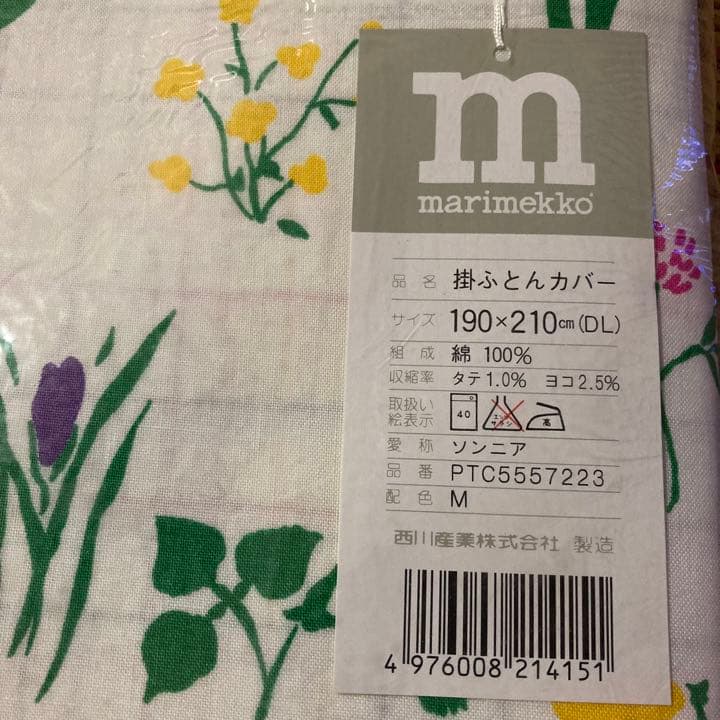 m
marimekko®
品名 掛ふとんカバー
サイズ 190×210cm(DL)
組成 綿 100%
収縮率 タテ1.0% ヨコ2.5%
取扱い
絵表示 40 エンソ サラシ 高
愛称 ソンニア
品番 PTC5557223
配色 M
西川産業株式会社 製造
4 976008 214151